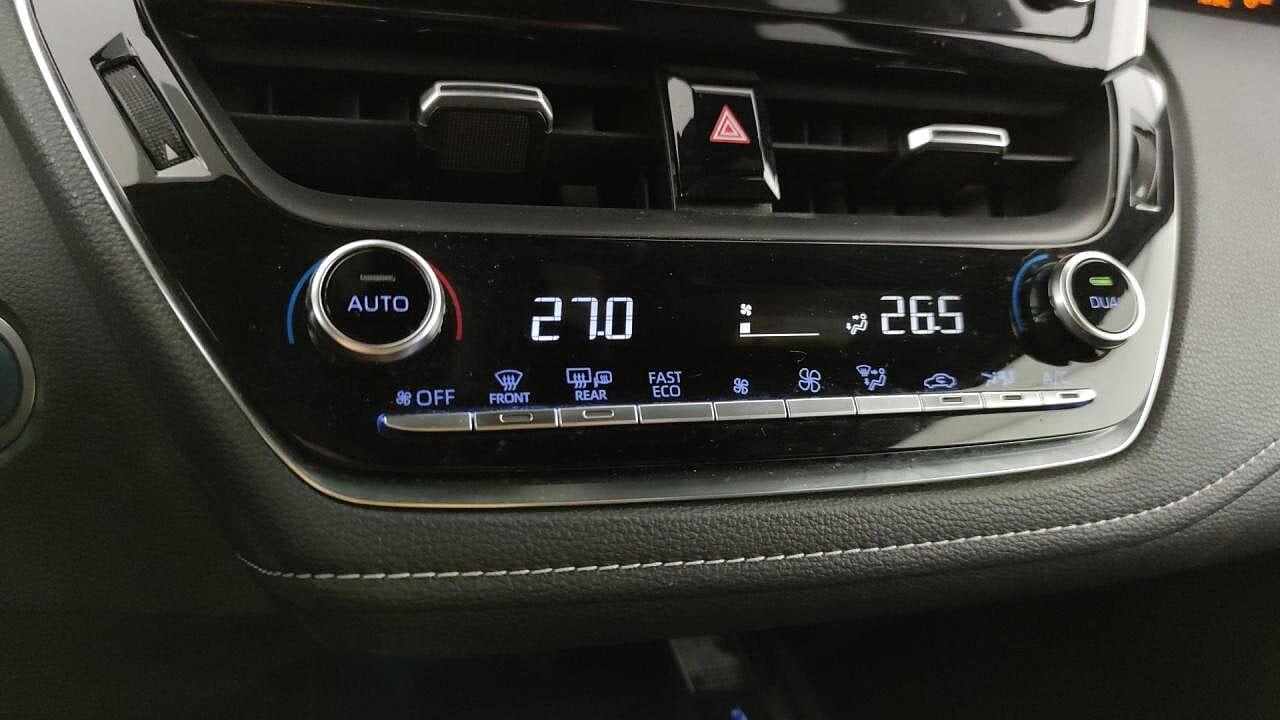 AUTO
27.0
26.5
DUAL
OFF
FRONT
REAR
FAST
ECO
A/C